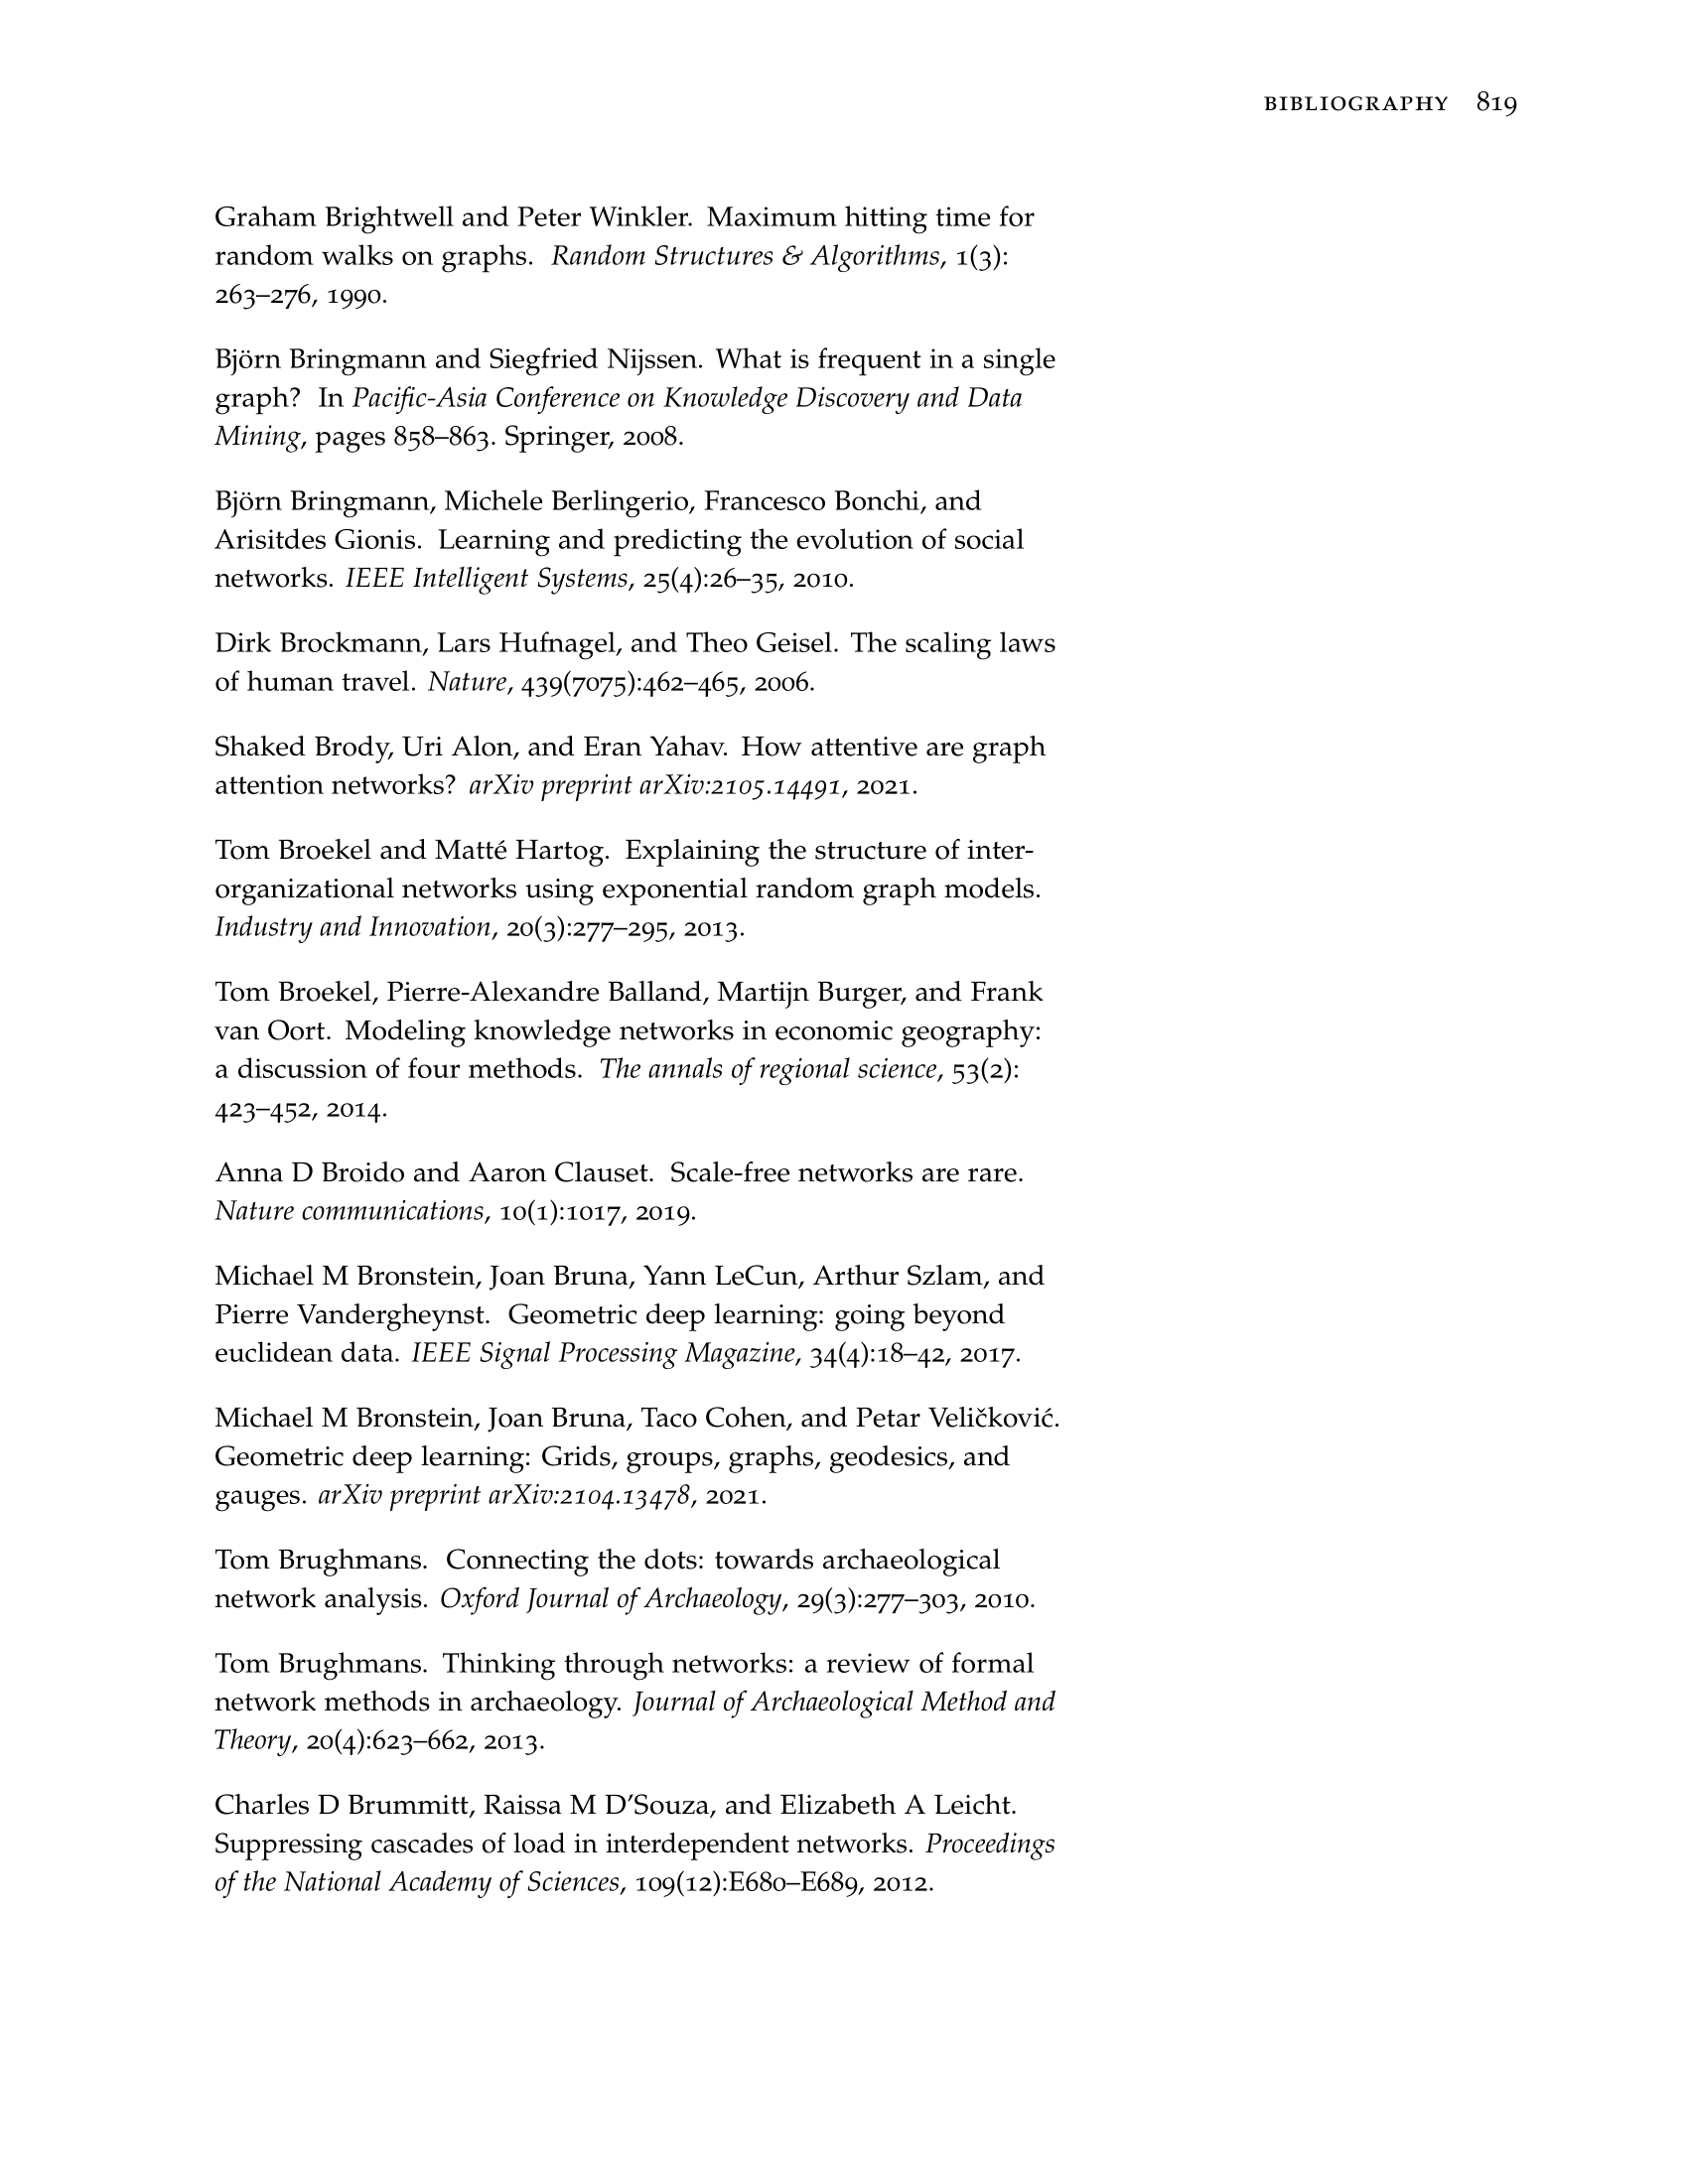 BIBLIOGRAPHY 819
Graham Brightwell and Peter Winkler. Maximum hitting time for
random walks on graphs. Random Structures & Algorithms, 1(3):
263–276, 1990.
Björn Bringmann and Siegfried Nijssen. What is frequent in a single
graph? In Pacific-Asia Conference on Knowledge Discovery and Data
Mining, pages 858–863. Springer, 2008.
Björn Bringmann, Michele Berlingerio, Francesco Bonchi, and
Arisitdes Gionis. Learning and predicting the evolution of social
networks. IEEE Intelligent Systems, 25(4):26–35, 2010.
Dirk Brockmann, Lars Hufnagel, and Theo Geisel. The scaling laws
of human travel. Nature, 439(7075):462–465, 2006.
Shaked Brody, Uri Alon, and Eran Yahav. How attentive are graph
attention networks? arXiv preprint arXiv:2105.14491, 2021.
Tom Broekel and Matté Hartog. Explaining the structure of inter-
organizational networks using exponential random graph models.
Industry and Innovation, 20(3):277–295, 2013.
Tom Broekel, Pierre-Alexandre Balland, Martijn Burger, and Frank
van Oort. Modeling knowledge networks in economic geography:
a discussion of four methods. The annals of regional science, 53(2):
423–452, 2014.
Anna D Broido and Aaron Clauset. Scale-free networks are rare.
Nature communications, 10(1):1017, 2019.
Michael M Bronstein, Joan Bruna, Yann LeCun, Arthur Szlam, and
Pierre Vandergheynst. Geometric deep learning: going beyond
euclidean data. IEEE Signal Processing Magazine, 34(4):18–42, 2017.
Michael M Bronstein, Joan Bruna, Taco Cohen, and Petar Veličković.
Geometric deep learning: Grids, groups, graphs, geodesics, and
gauges. arXiv preprint arXiv:2104.13478, 2021.
Tom Brughmans. Connecting the dots: towards archaeological
network analysis. Oxford Journal of Archaeology, 29(3):277–303, 2010.
Tom Brughmans. Thinking through networks: a review of formal
network methods in archaeology. Journal of Archaeological Method and
Theory, 20(4):623–662, 2013.
Charles D Brummitt, Raissa M D’Souza, and Elizabeth A Leicht.
Suppressing cascades of load in interdependent networks. Proceedings
of the National Academy of Sciences, 109(12):E680–E689, 2012.